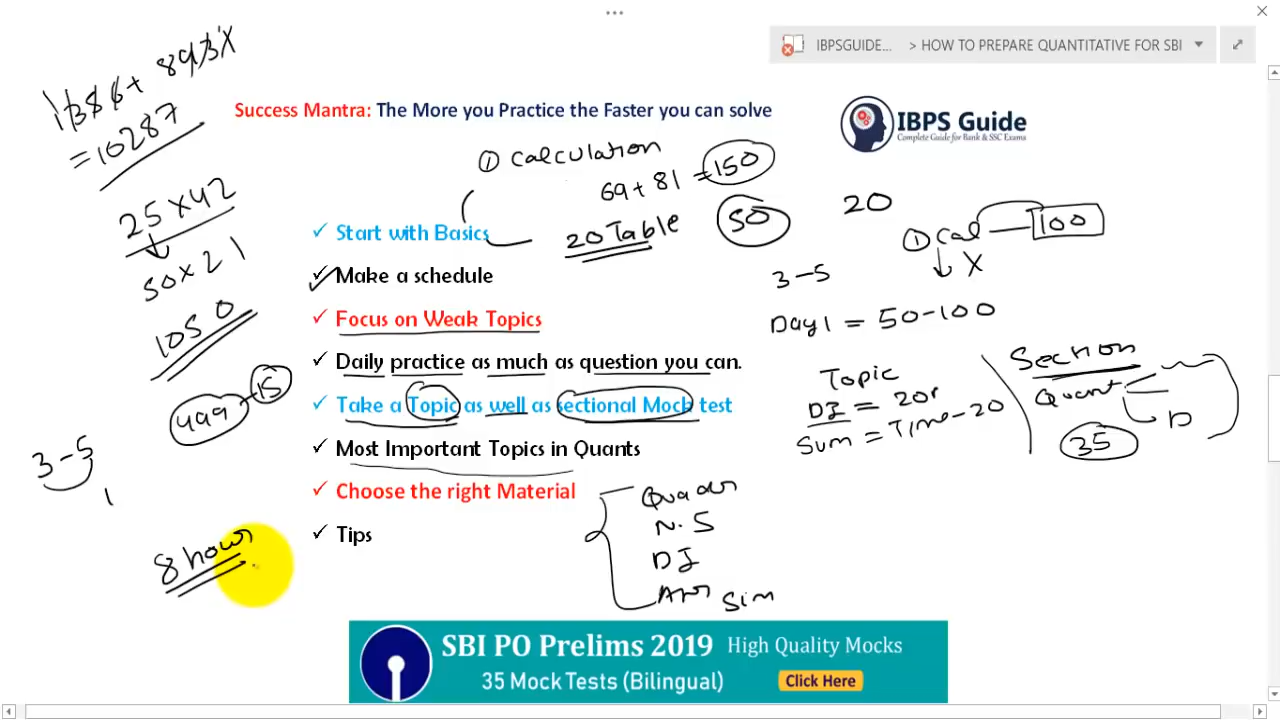 IBPSGUIDE... > HOW TO PREPARE QUANTITATIVE FOR SBI
Success Mantra: The More you Practice the Faster you can solve
IBPS Guide
Complete Guide for Bank & SSC Exams
=10287
25 X 42
50 X 21
1050
① Calculation
69+81 =150
20 Table
50
20
① Cal — 100
X
3-5
Day1 = 50-100
✓ Start with Basics
✓ Make a schedule
✓ Focus on Weak Topics
✓ Daily practice as much as question you can.
✓ Take a Topic as well as sectional Mock test
✓ Most Important Topics in Quants
✓ Choose the right Material
✓ Tips
Topic
DI = 20
Sum = Time-20
Section
Quant
D
35
499 - 15
3-5
1
8 hour
N.S
DI
Sim
SBI PO Prelims 2019 High Quality Mocks
35 Mock Tests (Bilingual) Click Here